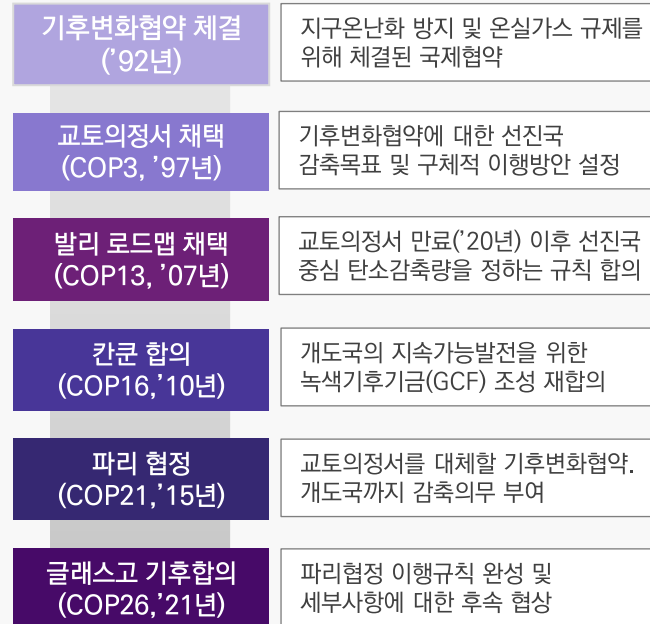 기후변화협약 체결
(’92년)
지구온난화 방지 및 온실가스 규제를
위해 체결된 국제협약
교토의정서 채택
(COP3, ’97년)
기후변화협약에 대한 선진국
감축목표 및 구체적 이행방안 설정
발리 로드맵 채택
(COP13, ’07년)
교토의정서 만료(’20년) 이후 선진국
중심 탄소감축량을 정하는 규칙 합의
칸쿤 합의
(COP16,’10년)
개도국의 지속가능발전을 위한
녹색기후기금(GCF) 조성 재합의
파리 협정
(COP21,’15년)
교토의정서를 대체할 기후변화협약.
개도국까지 감축의무 부여
글래스고 기후합의
(COP26,’21년)
파리협정 이행규칙 완성 및
세부사항에 대한 후속 협상